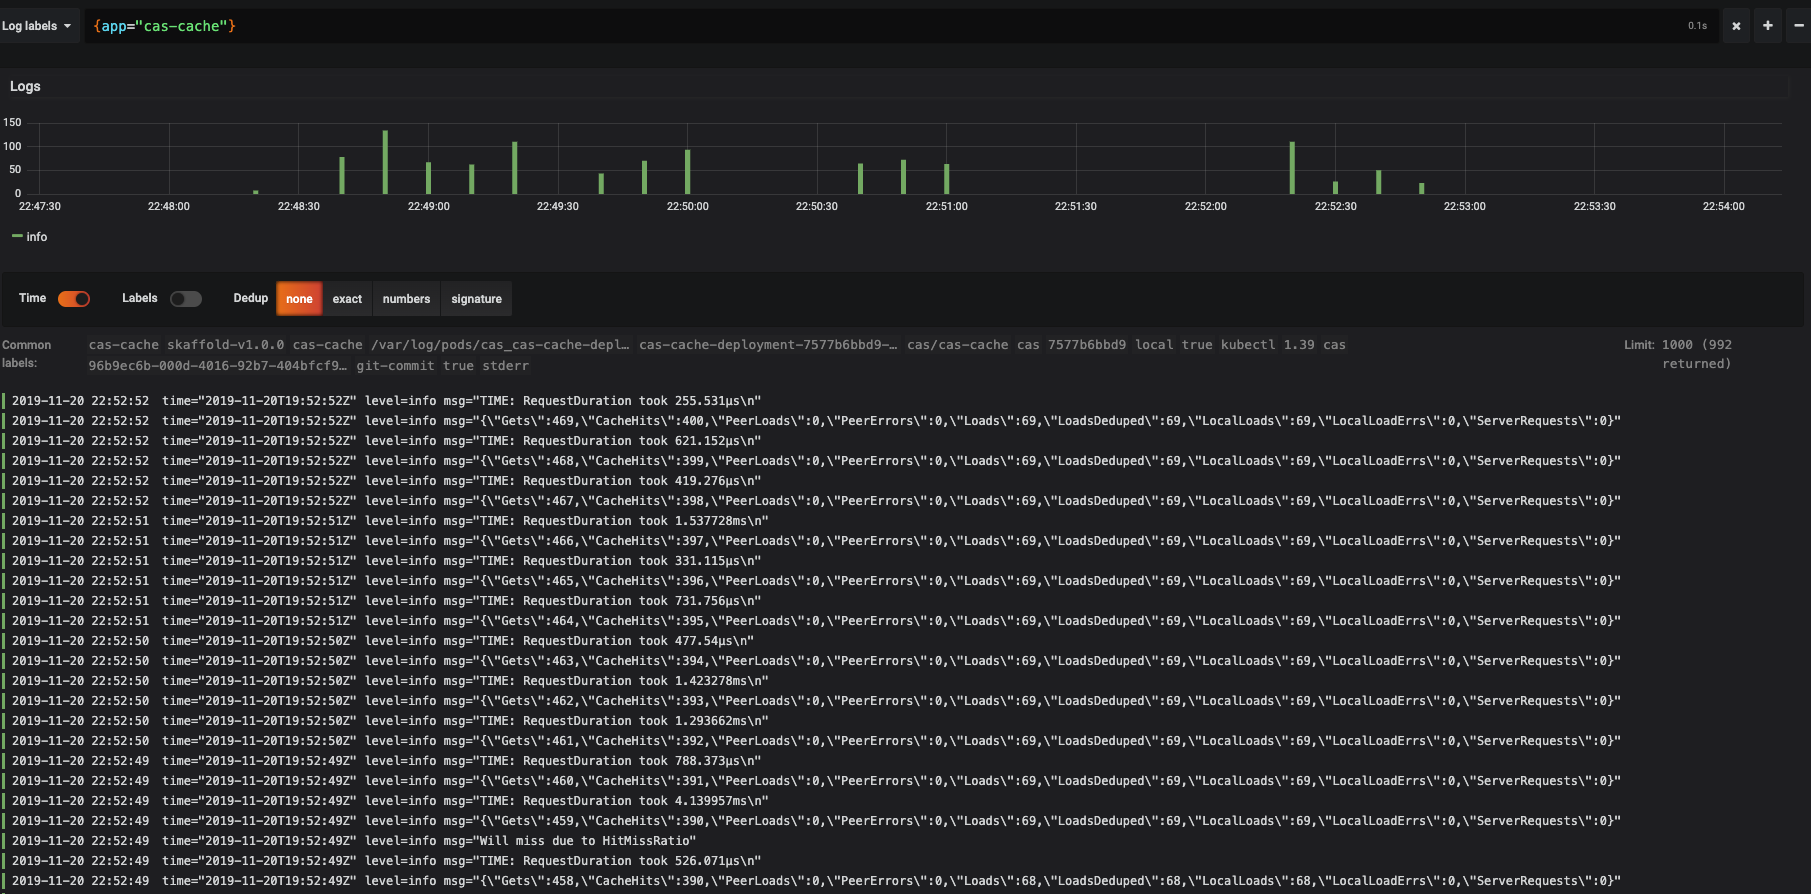 Log labels {app="cas-cache"} 0.1s
Logs
150
100
50
0
22:47:30 22:48:00 22:48:30 22:49:00 22:49:30 22:50:00 22:50:30 22:51:00 22:51:30 22:52:00 22:52:30 22:53:00 22:53:30 22:54:00
info
Time Labels Dedup none exact numbers signature
Common labels: cas-cache skaffold-v1.0.0 cas-cache /var/log/pods/cas_cas-cache-depl… cas-cache-deployment-7577b6bbd9-… cas/cas-cache cas 7577b6bbd9 local true kubectl 1.39 cas
96b9ec6b-000d-4016-92b7-404bfcf9… git-commit true stderr
Limit: 1000 (992 returned)
2019-11-20 22:52:52 time="2019-11-20T19:52:52Z" level=info msg="TIME: RequestDuration took 255.531µs\n"
2019-11-20 22:52:52 time="2019-11-20T19:52:52Z" level=info msg="{\"Gets\":469,\"CacheHits\":400,\"PeerLoads\":0,\"PeerErrors\":0,\"Loads\":69,\"LoadsDeduped\":69,\"LocalLoads\":69,\"LocalLoadErrs\":0,\"ServerRequests\":0}"
2019-11-20 22:52:52 time="2019-11-20T19:52:52Z" level=info msg="TIME: RequestDuration took 621.152µs\n"
2019-11-20 22:52:52 time="2019-11-20T19:52:52Z" level=info msg="{\"Gets\":468,\"CacheHits\":399,\"PeerLoads\":0,\"PeerErrors\":0,\"Loads\":69,\"LoadsDeduped\":69,\"LocalLoads\":69,\"LocalLoadErrs\":0,\"ServerRequests\":0}"
2019-11-20 22:52:52 time="2019-11-20T19:52:52Z" level=info msg="TIME: RequestDuration took 419.276µs\n"
2019-11-20 22:52:52 time="2019-11-20T19:52:52Z" level=info msg="{\"Gets\":467,\"CacheHits\":398,\"PeerLoads\":0,\"PeerErrors\":0,\"Loads\":69,\"LoadsDeduped\":69,\"LocalLoads\":69,\"LocalLoadErrs\":0,\"ServerRequests\":0}"
2019-11-20 22:52:51 time="2019-11-20T19:52:51Z" level=info msg="TIME: RequestDuration took 1.537728ms\n"
2019-11-20 22:52:51 time="2019-11-20T19:52:51Z" level=info msg="{\"Gets\":466,\"CacheHits\":397,\"PeerLoads\":0,\"PeerErrors\":0,\"Loads\":69,\"LoadsDeduped\":69,\"LocalLoads\":69,\"LocalLoadErrs\":0,\"ServerRequests\":0}"
2019-11-20 22:52:51 time="2019-11-20T19:52:51Z" level=info msg="TIME: RequestDuration took 331.115µs\n"
2019-11-20 22:52:51 time="2019-11-20T19:52:51Z" level=info msg="{\"Gets\":465,\"CacheHits\":396,\"PeerLoads\":0,\"PeerErrors\":0,\"Loads\":69,\"LoadsDeduped\":69,\"LocalLoads\":69,\"LocalLoadErrs\":0,\"ServerRequests\":0}"
2019-11-20 22:52:51 time="2019-11-20T19:52:51Z" level=info msg="TIME: RequestDuration took 731.756µs\n"
2019-11-20 22:52:51 time="2019-11-20T19:52:51Z" level=info msg="{\"Gets\":464,\"CacheHits\":395,\"PeerLoads\":0,\"PeerErrors\":0,\"Loads\":69,\"LoadsDeduped\":69,\"LocalLoads\":69,\"LocalLoadErrs\":0,\"ServerRequests\":0}"
2019-11-20 22:52:50 time="2019-11-20T19:52:50Z" level=info msg="TIME: RequestDuration took 477.54µs\n"
2019-11-20 22:52:50 time="2019-11-20T19:52:50Z" level=info msg="{\"Gets\":463,\"CacheHits\":394,\"PeerLoads\":0,\"PeerErrors\":0,\"Loads\":69,\"LoadsDeduped\":69,\"LocalLoads\":69,\"LocalLoadErrs\":0,\"ServerRequests\":0}"
2019-11-20 22:52:50 time="2019-11-20T19:52:50Z" level=info msg="TIME: RequestDuration took 1.423278ms\n"
2019-11-20 22:52:50 time="2019-11-20T19:52:50Z" level=info msg="{\"Gets\":462,\"CacheHits\":393,\"PeerLoads\":0,\"PeerErrors\":0,\"Loads\":69,\"LoadsDeduped\":69,\"LocalLoads\":69,\"LocalLoadErrs\":0,\"ServerRequests\":0}"
2019-11-20 22:52:50 time="2019-11-20T19:52:50Z" level=info msg="TIME: RequestDuration took 1.293662ms\n"
2019-11-20 22:52:50 time="2019-11-20T19:52:50Z" level=info msg="{\"Gets\":461,\"CacheHits\":392,\"PeerLoads\":0,\"PeerErrors\":0,\"Loads\":69,\"LoadsDeduped\":69,\"LocalLoads\":69,\"LocalLoadErrs\":0,\"ServerRequests\":0}"
2019-11-20 22:52:49 time="2019-11-20T19:52:49Z" level=info msg="TIME: RequestDuration took 788.373µs\n"
2019-11-20 22:52:49 time="2019-11-20T19:52:49Z" level=info msg="{\"Gets\":460,\"CacheHits\":391,\"PeerLoads\":0,\"PeerErrors\":0,\"Loads\":69,\"LoadsDeduped\":69,\"LocalLoads\":69,\"LocalLoadErrs\":0,\"ServerRequests\":0}"
2019-11-20 22:52:49 time="2019-11-20T19:52:49Z" level=info msg="TIME: RequestDuration took 4.139957ms\n"
2019-11-20 22:52:49 time="2019-11-20T19:52:49Z" level=info msg="{\"Gets\":459,\"CacheHits\":390,\"PeerLoads\":0,\"PeerErrors\":0,\"Loads\":69,\"LoadsDeduped\":69,\"LocalLoads\":69,\"LocalLoadErrs\":0,\"ServerRequests\":0}"
2019-11-20 22:52:49 time="2019-11-20T19:52:49Z" level=info msg="Will miss due to HitMissRatio"
2019-11-20 22:52:49 time="2019-11-20T19:52:49Z" level=info msg="TIME: RequestDuration took 526.071µs\n"
2019-11-20 22:52:49 time="2019-11-20T19:52:49Z" level=info msg="{\"Gets\":458,\"CacheHits\":390,\"PeerLoads\":0,\"PeerErrors\":0,\"Loads\":68,\"LoadsDeduped\":68,\"LocalLoads\":68,\"LocalLoadErrs\":0,\"ServerRequests\":0}"